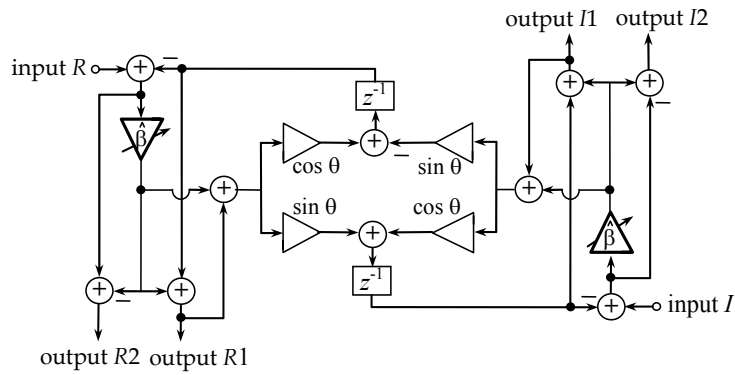 output I1 output I2
input R
z⁻¹
β̂
cos θ sin θ
sin θ cos θ
β̂
z⁻¹
input I
output R2 output R1